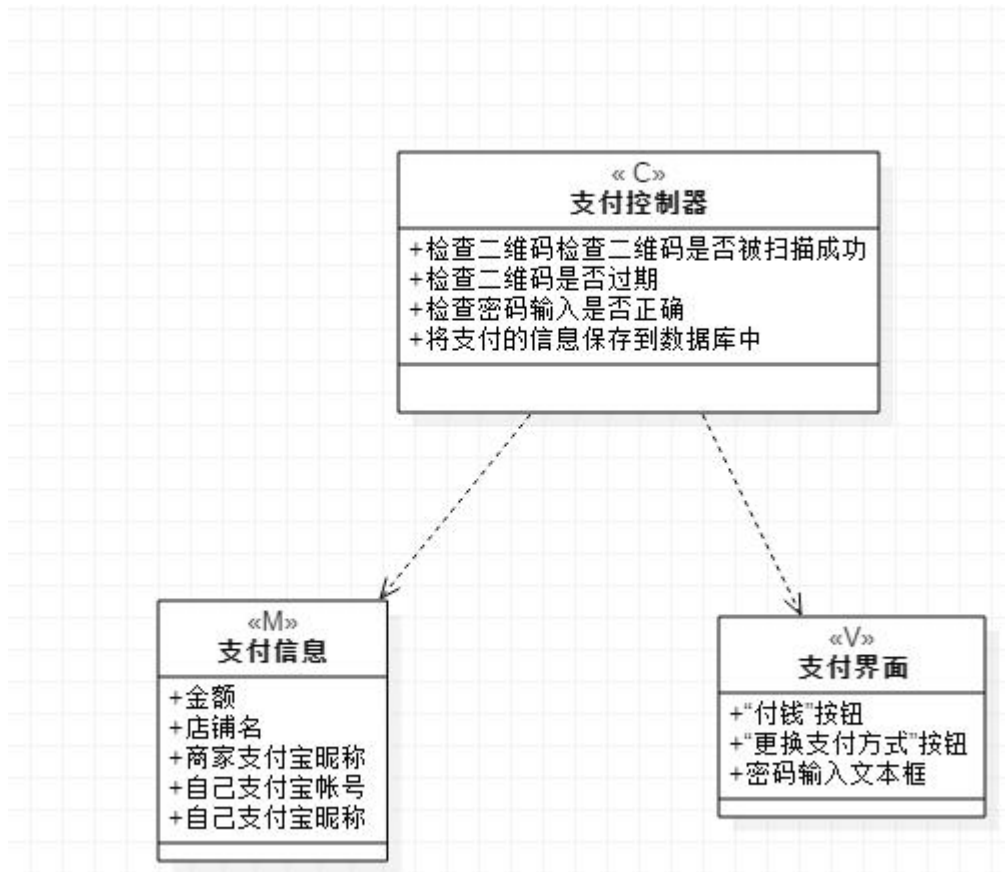 « C»
支付控制器
+检查二维码检查二维码是否被扫描成功
+检查二维码是否过期
+检查密码输入是否正确
+将支付的信息保存到数据库中
«M»
支付信息
+金额
+店铺名
+商家支付宝昵称
+自己支付宝帐号
+自己支付宝昵称
«V»
支付界面
+“付钱”按钮
+“更换支付方式”按钮
+密码输入文本框